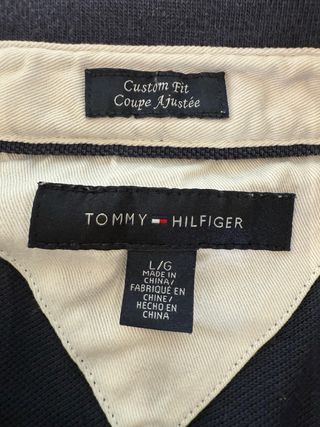 Custom Fit
Coupe Ajustée
TOMMY HILFIGER
L/G
MADE IN
CHINA/
FABRIQUÉ EN
CHINE/
HECHO EN
CHINA